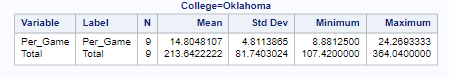 College=Oklahoma
Variable Label N Mean Std Dev Minimum Maximum
Per_Game Per_Game 9 14.8048107 4.8113865 8.8812500 24.2693333
Total Total 9 213.6422222 81.7403024 107.4200000 364.0400000